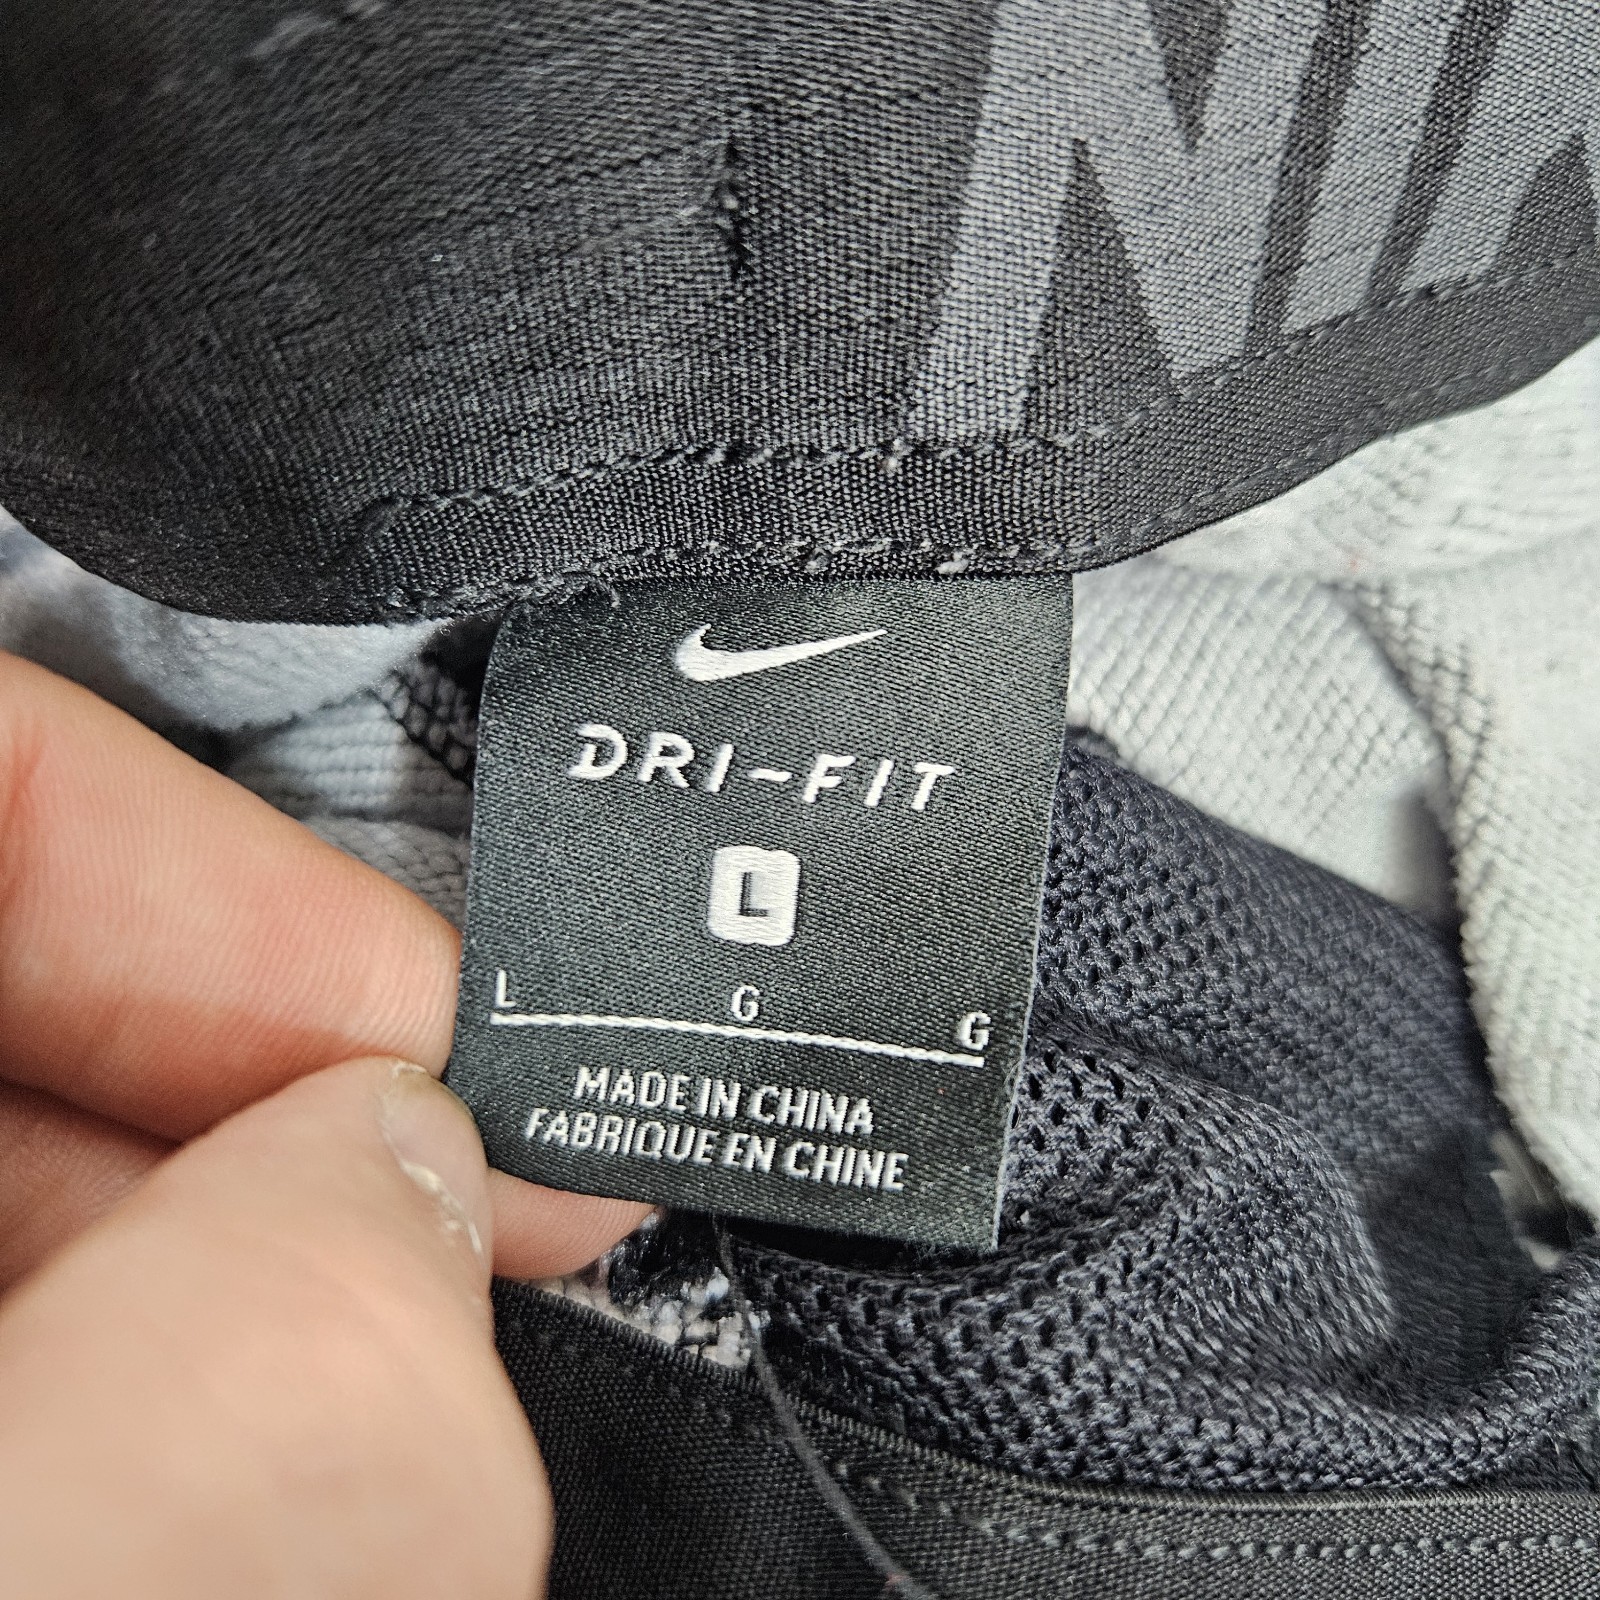 DRI-FIT
L
L G G
MADE IN CHINA
FABRIQUE EN CHINE